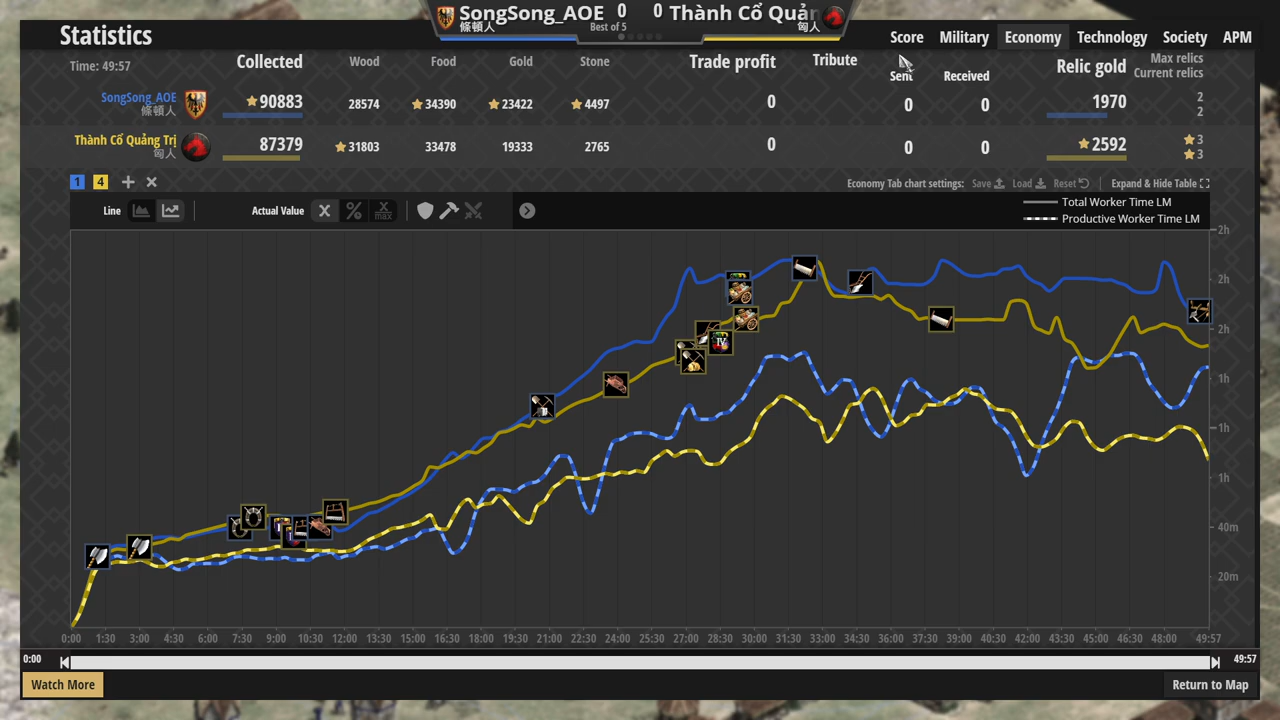 SongSong_AOE 0 0 Thành Cổ Quản
條頓人 Best of 5 匈人
Statistics
Score Military Economy Technology Society APM
Time: 49:57
Collected Wood Food Gold Stone Trade profit Tribute Sent Received Relic gold Max relics
Current relics
SongSong_AOE 90883 28574 34390 23422 4497 0 0 0 1970 2
條頓人 2
Thành Cổ Quảng Trị 87379 31803 33478 19333 2765 0 0 0 2592 3
匈人 3
1 4 + × Economy Tab chart settings: Save Load Reset Expand & Hide Table
Line Actual Value X % X/max
Total Worker Time LM
Productive Worker Time LM
2h
2h
2h
1h
1h
1h
40m
20m
IV
0:00 1:30 3:00 4:30 6:00 7:30 9:00 10:30 12:00 13:30 15:00 16:30 18:00 19:30 21:00 22:30 24:00 25:30 27:00 28:30 30:00 31:30 33:00 34:30 36:00 37:30 39:00 40:30 42:00 43:30 45:00 46:30 48:00 49:57
0:00 49:57
Watch More Return to Map